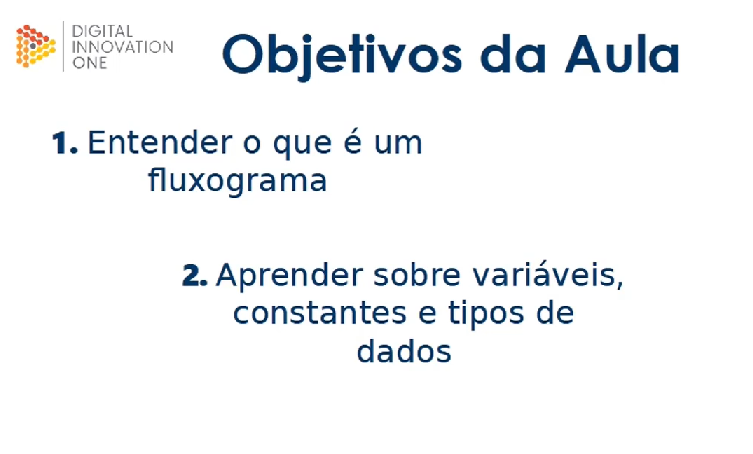 DIGITAL
INNOVATION
ONE
Objetivos da Aula
1. Entender o que é um
fluxograma
2. Aprender sobre variáveis,
constantes e tipos de
dados